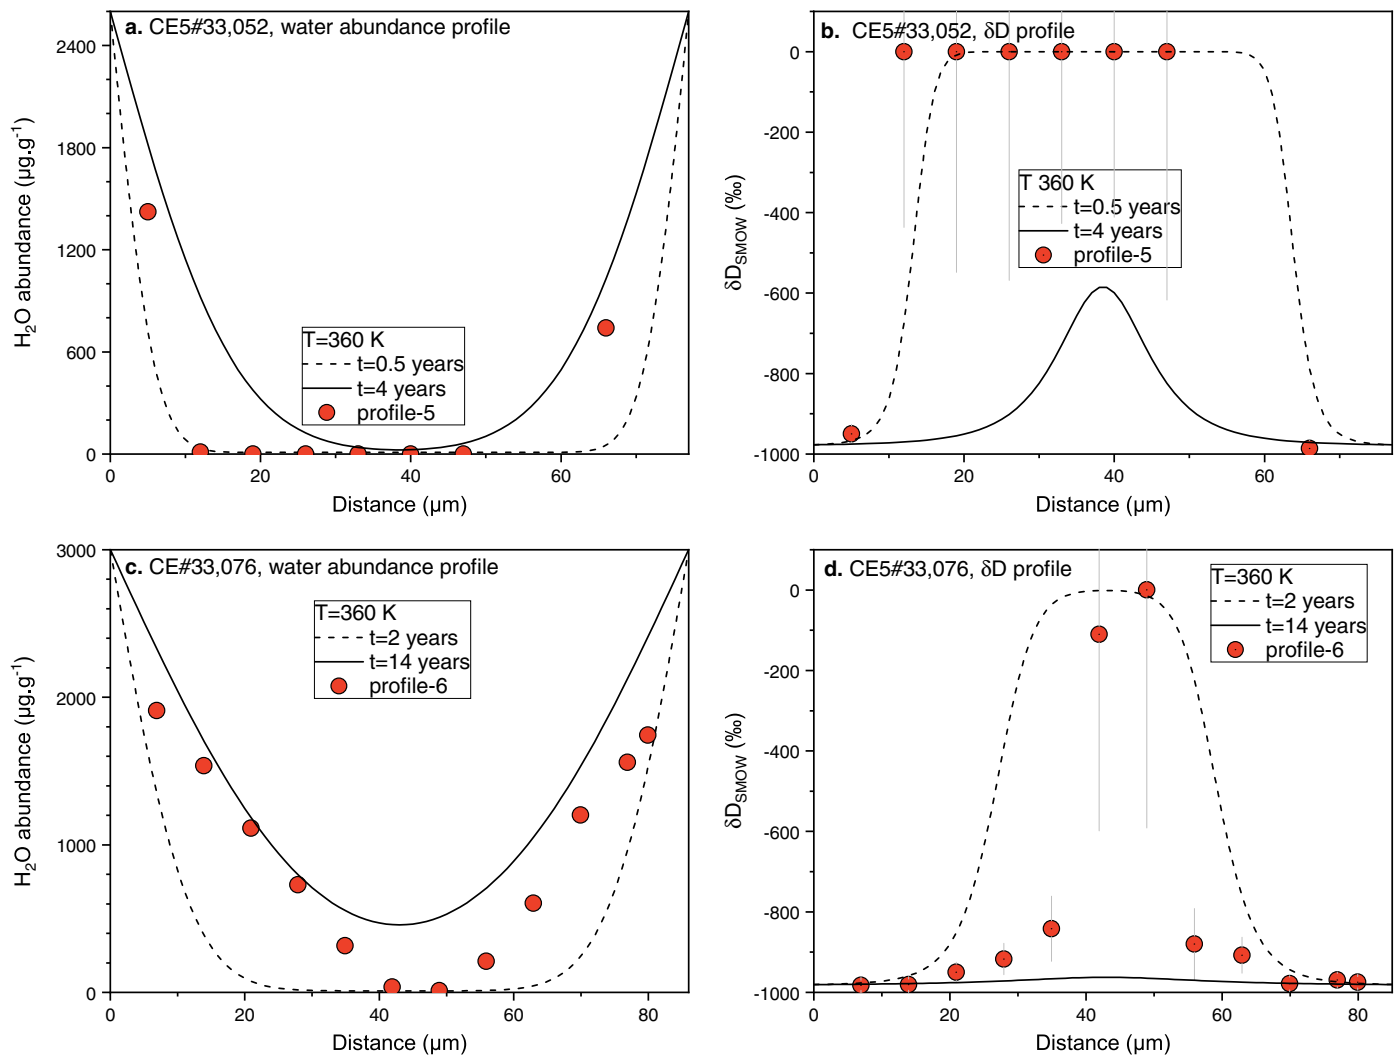 a. CE5#33,052, water abundance profile
2400
1800
1200
600
0
H₂O abundance (µg.g⁻¹)
T=360 K
t=0.5 years
t=4 years
profile-5
0 20 40 60
Distance (µm)
b. CE5#33,052, δD profile
0
-200
-400
-600
-800
-1000
δD_SMOW (‰)
T 360 K
t=0.5 years
t=4 years
profile-5
0 20 40 60
Distance (µm)
c. CE#33,076, water abundance profile
3000
2000
1000
0
H₂O abundance (µg.g⁻¹)
T=360 K
t=2 years
t=14 years
profile-6
0 20 40 60 80
Distance (µm)
d. CE5#33,076, δD profile
0
-200
-400
-600
-800
-1000
δD_SMOW (‰)
T=360 K
t=2 years
t=14 years
profile-6
0 20 40 60 80
Distance (µm)